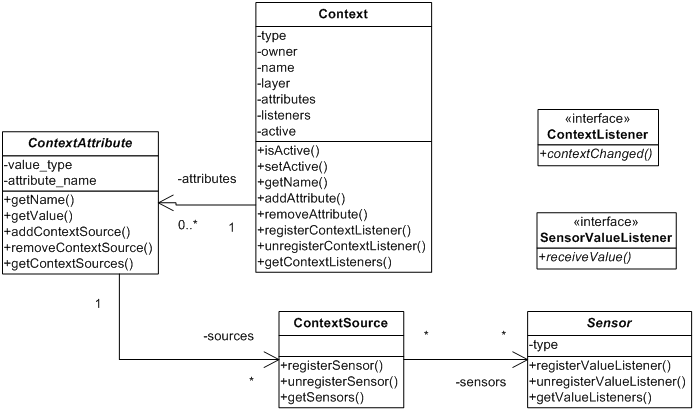 Context
-type
-owner
-name
-layer
-attributes
-listeners
-active
+isActive()
+setActive()
+getName()
+addAttribute()
+removeAttribute()
+registerContextListener()
+unregisterContextListener()
+getContextListeners()
ContextAttribute
-value_type
-attribute_name
+getName()
+getValue()
+addContextSource()
+removeContextSource()
+getContextSources()
-attributes
0..*
1
«interface»
ContextListener
+contextChanged()
«interface»
SensorValueListener
+receiveValue()
1
-sources
*
ContextSource
+registerSensor()
+unregisterSensor()
+getSensors()
*
*
-sensors
Sensor
-type
+registerValueListener()
+unregisterValueListener()
+getValueListeners()